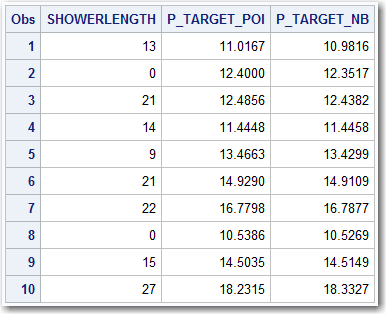 Obs SHOWERLENGTH P_TARGET_POI P_TARGET_NB
1 13 11.0167 10.9816
2 0 12.4000 12.3517
3 21 12.4856 12.4382
4 14 11.4448 11.4458
5 9 13.4663 13.4299
6 21 14.9290 14.9109
7 22 16.7798 16.7877
8 0 10.5386 10.5269
9 15 14.5035 14.5149
10 27 18.2315 18.3327